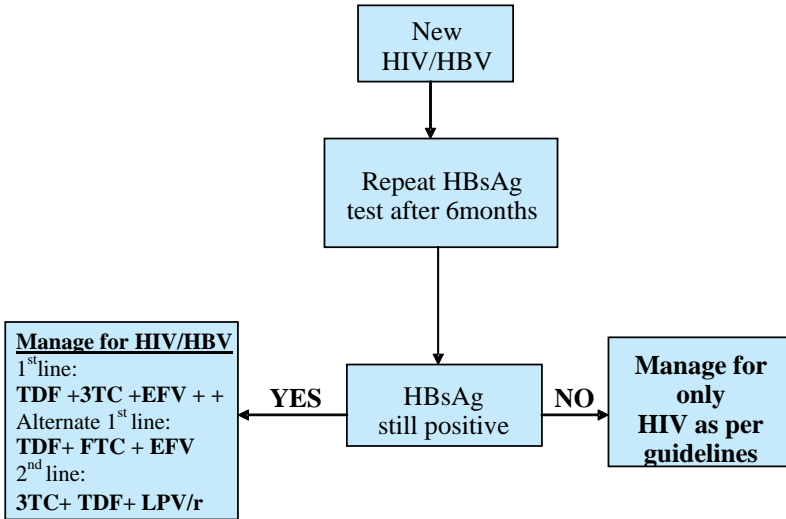 New
HIV/HBV
Repeat HBsAg
test after 6months
HBsAg
still positive
YES
NO
Manage for HIV/HBV
1st line:
TDF +3TC +EFV + +
Alternate 1st line:
TDF+ FTC + EFV
2nd line:
3TC+ TDF+ LPV/r
Manage for
only
HIV as per
guidelines